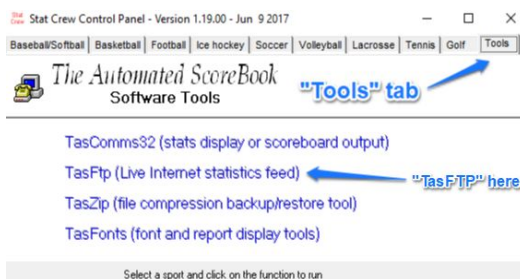 Stat Crew Control Panel - Version 1.19.00 - Jun 9 2017
Baseball/Softball Basketball Football Ice hockey Soccer Volleyball Lacrosse Tennis Golf Tools
The Automated ScoreBook
Software Tools
"Tools" tab
TasComms32 (stats display or scoreboard output)
TasFtp (Live Internet statistics feed)
"TasFTP" here
TasZip (file compression backup/restore tool)
TasFonts (font and report display tools)
Select a sport and click on the function to run